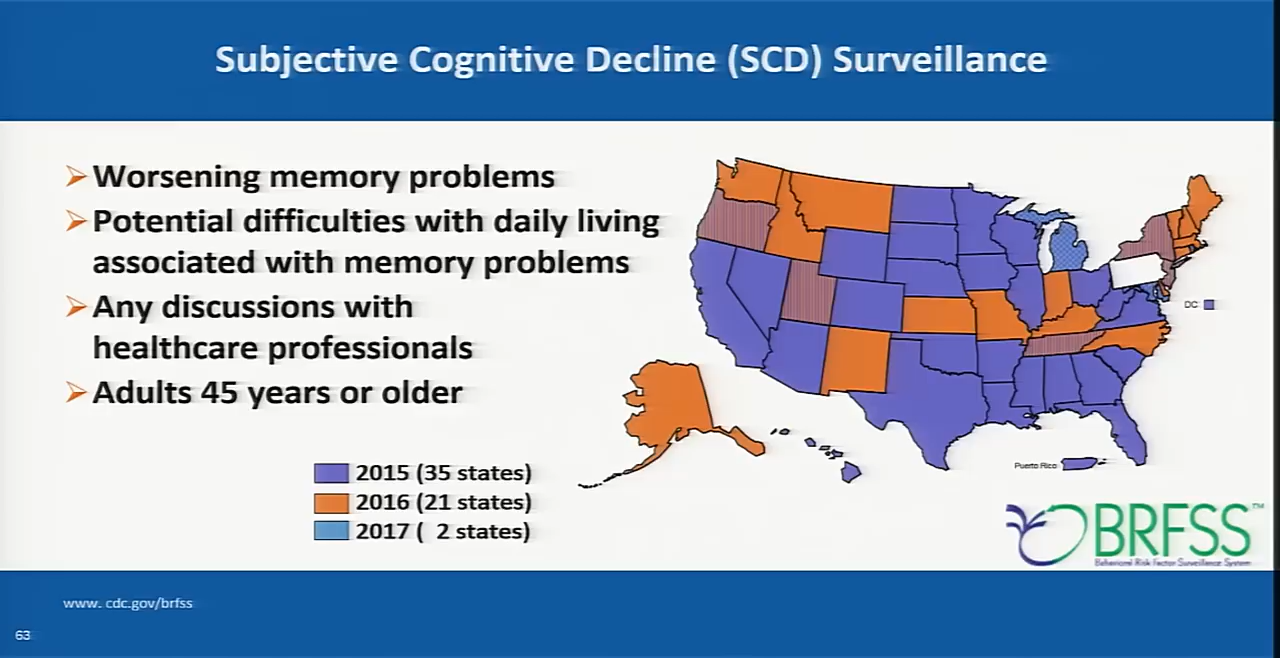 Subjective Cognitive Decline (SCD) Surveillance
Worsening memory problems
Potential difficulties with daily living
associated with memory problems
Any discussions with
healthcare professionals
Adults 45 years or older
DC
Puerto Rico
2015 (35 states)
2016 (21 states)
2017 ( 2 states)
BRFSS™
Behavioral Risk Factor Surveillance System
www. cdc.gov/brfss
63